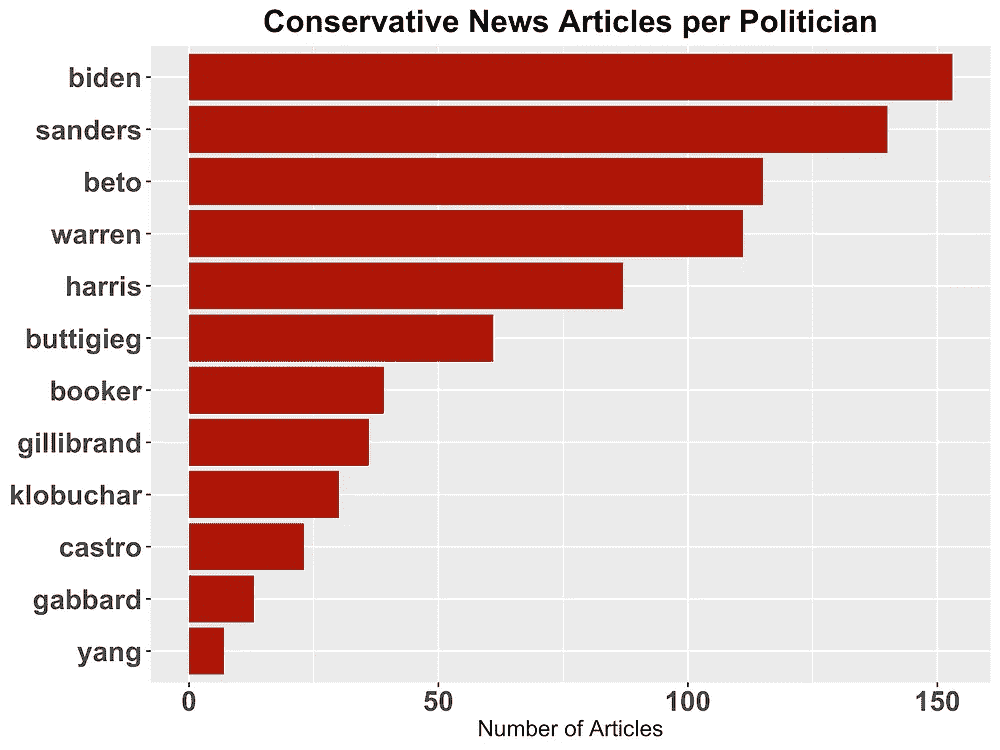 Conservative News Articles per Politician
biden
sanders
beto
warren
harris
buttigieg
booker
gillibrand
klobuchar
castro
gabbard
yang
0 50 100 150
Number of Articles